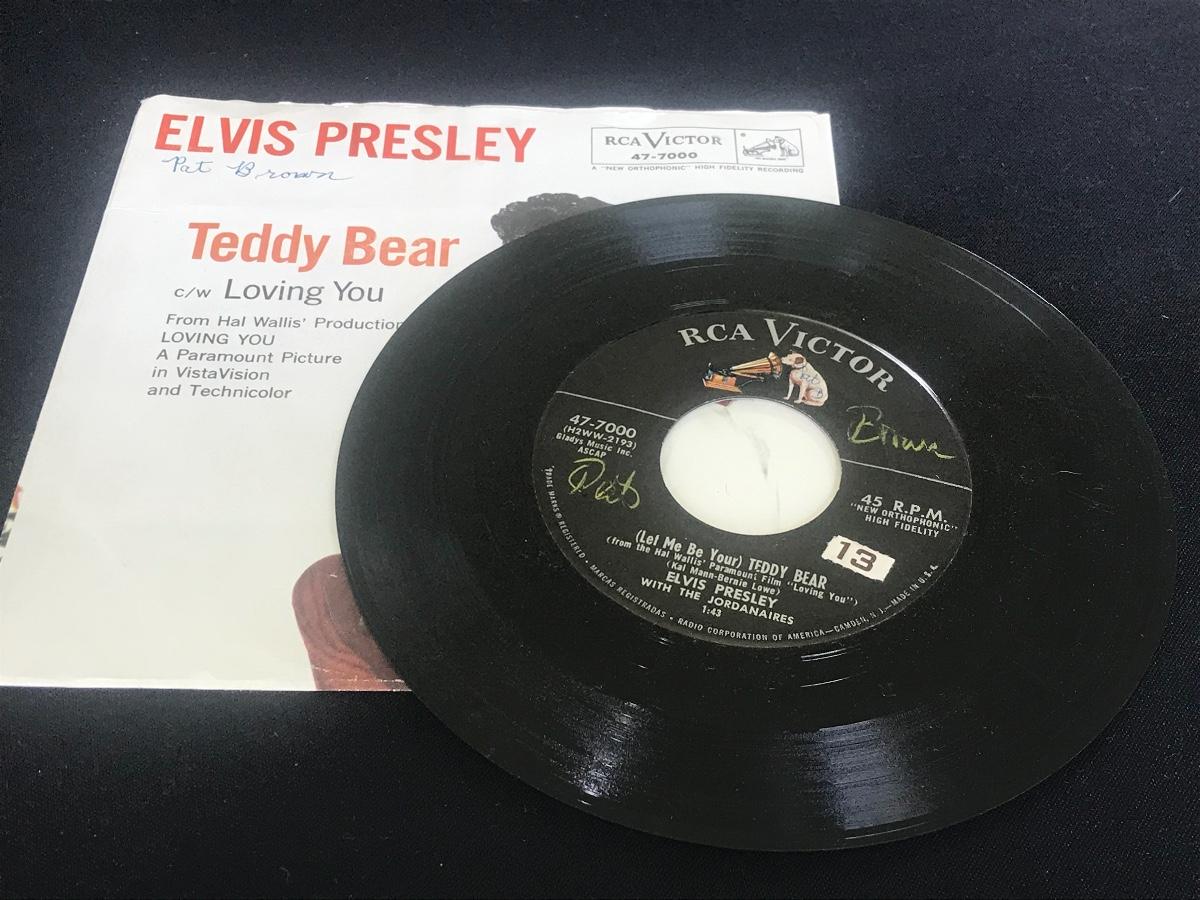 ELVIS PRESLEY
Pat Brown
RCA VICTOR
47-7000
A "NEW ORTHOPHONIC" HIGH FIDELITY RECORDING
Teddy Bear
c/w Loving You
From Hal Wallis' Production
LOVING YOU
A Paramount Picture
in VistaVision
and Technicolor
RCA VICTOR
47-7000
(H2WW-2193)
Gladys Music Inc.
ASCAP
Pat
Brown
45 R.P.M.
"NEW ORTHOPHONIC"
HIGH FIDELITY
13
(Let Me Be Your) TEDDY BEAR
(from the Hal Wallis' Paramount Film "Loving You")
(Kal Mann-Bernie Lowe)
ELVIS PRESLEY
WITH THE JORDANAIRES
1:43
TRADE MARKS ® REGISTERED • MARCAS REGISTRADAS • RADIO CORPORATION OF AMERICA—CAMDEN, N. J.—MADE IN U.S.A.